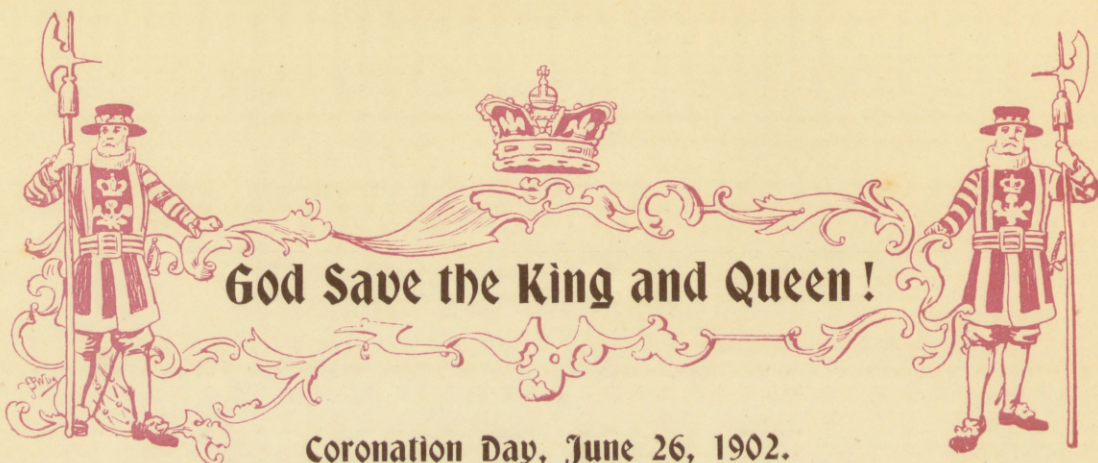 God Save the King and Queen!
Coronation Day, June 26, 1902.